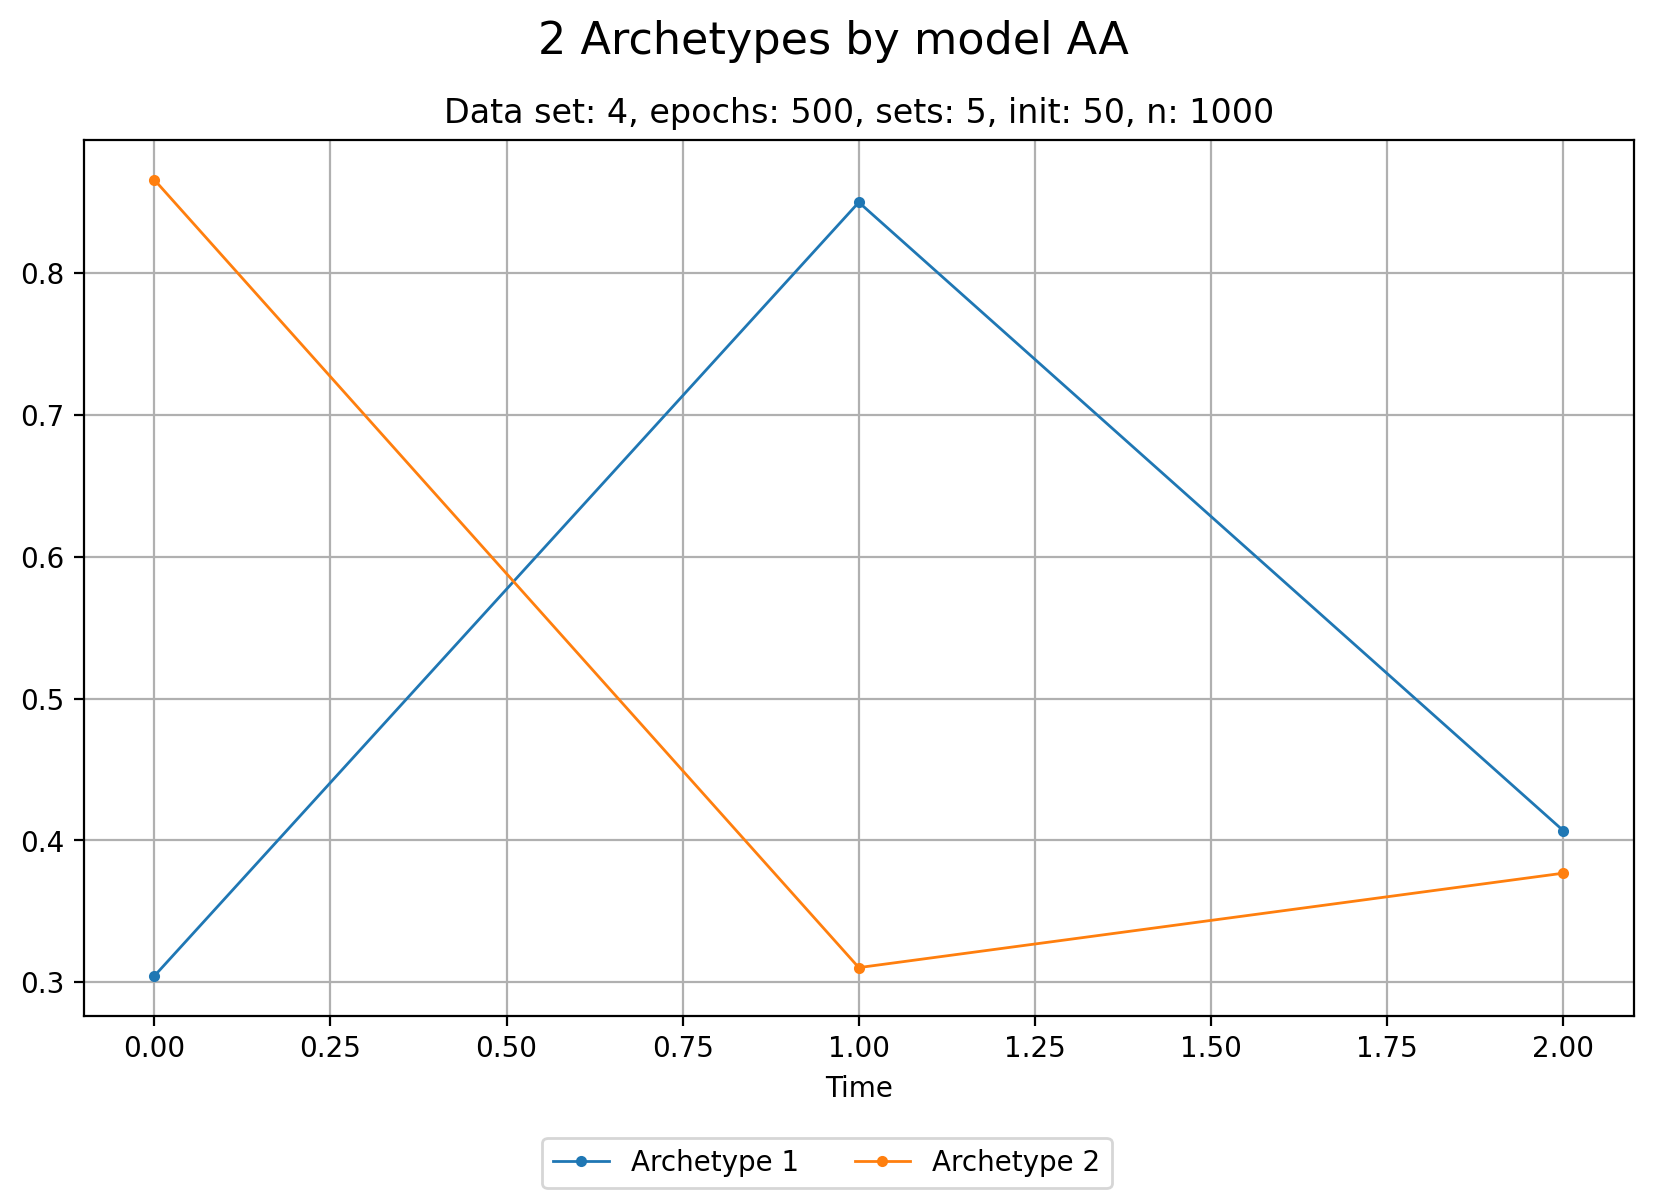 2 Archetypes by model AA
Data set: 4, epochs: 500, sets: 5, init: 50, n: 1000
0.8
0.7
0.6
0.5
0.4
0.3
0.00 0.25 0.50 0.75 1.00 1.25 1.50 1.75 2.00
Time
Archetype 1 Archetype 2